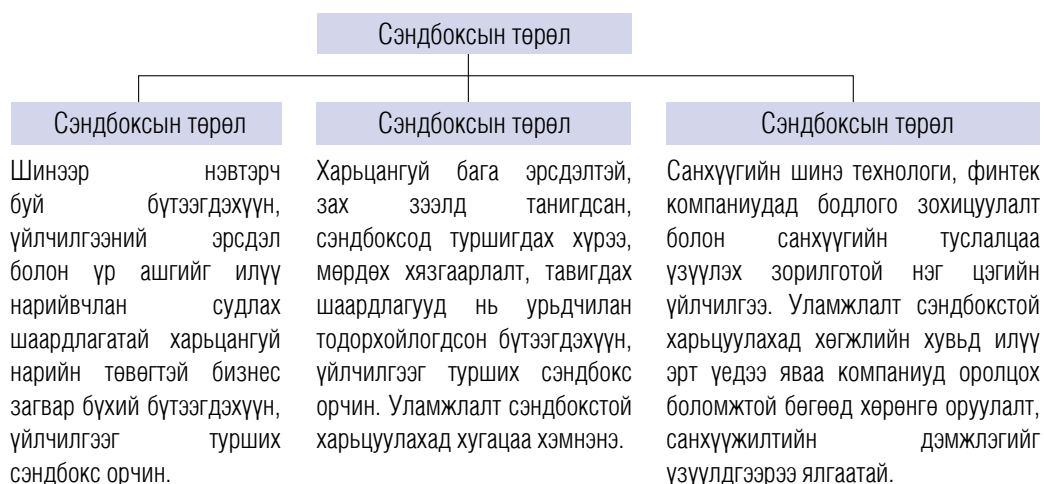 Сэндбоксын төрөл
Сэндбоксын төрөл
Шинээр нэвтэрч
буй бүтээгдэхүүн,
үйлчилгээний эрсдэл
болон үр ашгийг илүү
нарийвчлан судлах
шаардлагатай харьцангуй
нарийн төвөгтэй бизнес
загвар бүхий бүтээгдэхүүн,
үйлчилгээг турших
сэндбокс орчин.
Сэндбоксын төрөл
Харьцангуй бага эрсдэлтэй,
зах зээлд танигдсан,
сэндбоксод туршигдах хүрээ,
мөрдөх хязгаарлалт, тавигдах
шаардлагууд нь урьдчилан
тодорхойлогдсон бүтээгдэхүүн,
үйлчилгээг турших сэндбокс
орчин. Уламжлалт сэндбокстой
харьцуулахад хугацаа хэмнэнэ.
Сэндбоксын төрөл
Санхүүгийн шинэ технологи, финтек
компаниудад бодлого зохицуулалт
болон санхүүгийн туслалцаа
үзүүлэх зорилготой нэг цэгийн
үйлчилгээ. Уламжлалт сэндбокстой
харьцуулахад хөгжлийн хувьд илүү
эрт үедээ яваа компаниуд оролцох
боломжтой бөгөөд хөрөнгө оруулалт,
санхүүжилтийн дэмжлэгийг
үзүүлдгээрээ ялгаатай.